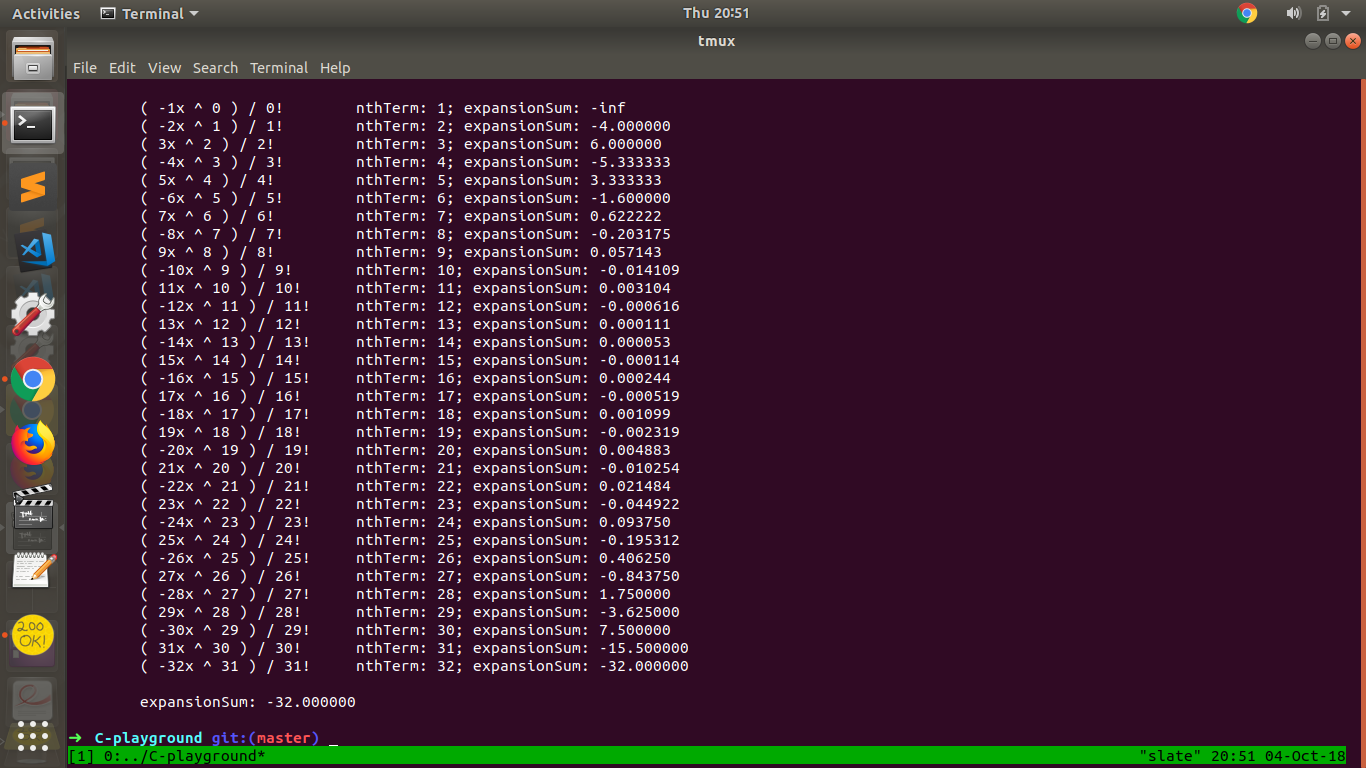 Activities Terminal Thu 20:51
tmux
File Edit View Search Terminal Help
( -1x ^ 0 ) / 0! nthTerm: 1; expansionSum: -inf
( -2x ^ 1 ) / 1! nthTerm: 2; expansionSum: -4.000000
( 3x ^ 2 ) / 2! nthTerm: 3; expansionSum: 6.000000
( -4x ^ 3 ) / 3! nthTerm: 4; expansionSum: -5.333333
( 5x ^ 4 ) / 4! nthTerm: 5; expansionSum: 3.333333
( -6x ^ 5 ) / 5! nthTerm: 6; expansionSum: -1.600000
( 7x ^ 6 ) / 6! nthTerm: 7; expansionSum: 0.622222
( -8x ^ 7 ) / 7! nthTerm: 8; expansionSum: -0.203175
( 9x ^ 8 ) / 8! nthTerm: 9; expansionSum: 0.057143
( -10x ^ 9 ) / 9! nthTerm: 10; expansionSum: -0.014109
( 11x ^ 10 ) / 10! nthTerm: 11; expansionSum: 0.003104
( -12x ^ 11 ) / 11! nthTerm: 12; expansionSum: -0.000616
( 13x ^ 12 ) / 12! nthTerm: 13; expansionSum: 0.000111
( -14x ^ 13 ) / 13! nthTerm: 14; expansionSum: 0.000053
( 15x ^ 14 ) / 14! nthTerm: 15; expansionSum: -0.000114
( -16x ^ 15 ) / 15! nthTerm: 16; expansionSum: 0.000244
( 17x ^ 16 ) / 16! nthTerm: 17; expansionSum: -0.000519
( -18x ^ 17 ) / 17! nthTerm: 18; expansionSum: 0.001099
( 19x ^ 18 ) / 18! nthTerm: 19; expansionSum: -0.002319
( -20x ^ 19 ) / 19! nthTerm: 20; expansionSum: 0.004883
( 21x ^ 20 ) / 20! nthTerm: 21; expansionSum: -0.010254
( -22x ^ 21 ) / 21! nthTerm: 22; expansionSum: 0.021484
( 23x ^ 22 ) / 22! nthTerm: 23; expansionSum: -0.044922
( -24x ^ 23 ) / 23! nthTerm: 24; expansionSum: 0.093750
( 25x ^ 24 ) / 24! nthTerm: 25; expansionSum: -0.195312
( -26x ^ 25 ) / 25! nthTerm: 26; expansionSum: 0.406250
( 27x ^ 26 ) / 26! nthTerm: 27; expansionSum: -0.843750
( -28x ^ 27 ) / 27! nthTerm: 28; expansionSum: 1.750000
( 29x ^ 28 ) / 28! nthTerm: 29; expansionSum: -3.625000
( -30x ^ 29 ) / 29! nthTerm: 30; expansionSum: 7.500000
( 31x ^ 30 ) / 30! nthTerm: 31; expansionSum: -15.500000
( -32x ^ 31 ) / 31! nthTerm: 32; expansionSum: -32.000000
expansionSum: -32.000000
➜ C-playground git:(master) _
[1] 0:../C-playground* "slate" 20:51 04-Oct-18
200
OK!